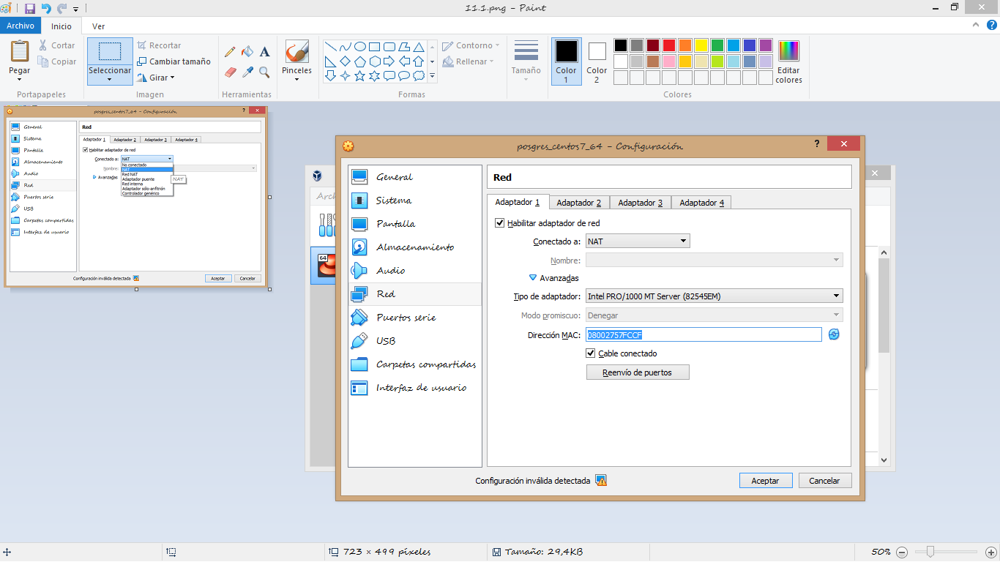 11.1.png - Paint
Archivo Inicio Ver
Pegar
Cortar
Copiar
Portapapeles
Seleccionar
Recortar
Cambiar tamaño
Girar
Imagen
A
Herramientas
Pinceles
Contorno
Rellenar
Formas
Tamaño
Color 1
Color 2
Editar colores
Colores
posgres_centos7_64 - Configuración
?
General
Sistema
Pantalla
Almacenamiento
Audio
Red
Puertos serie
USB
Carpetas compartidas
Interfaz de usuario
Red
Adaptador 1 Adaptador 2 Adaptador 3 Adaptador 4
Habilitar adaptador de red
Conectado a: NAT
Nombre:
Avanzadas
No conectado
NAT
Red NAT
Adaptador puente
Red interna
Adaptador sólo-anfitrión
Controlador genérico
NAT
Configuración inválida detectada
Aceptar Cancelar
Arch
64
posgres_centos7_64 - Configuración
?
General
Sistema
Pantalla
Almacenamiento
Audio
Red
Puertos serie
USB
Carpetas compartidas
Interfaz de usuario
Red
Adaptador 1 Adaptador 2 Adaptador 3 Adaptador 4
Habilitar adaptador de red
Conectado a: NAT
Nombre:
Avanzadas
Tipo de adaptador: Intel PRO/1000 MT Server (82545EM)
Modo promiscuo: Denegar
Dirección MAC: 08002757FCCF
Cable conectado
Reenvío de puertos
Configuración inválida detectada
Aceptar Cancelar
723 × 499 píxeles
Tamaño: 29,4KB
50%